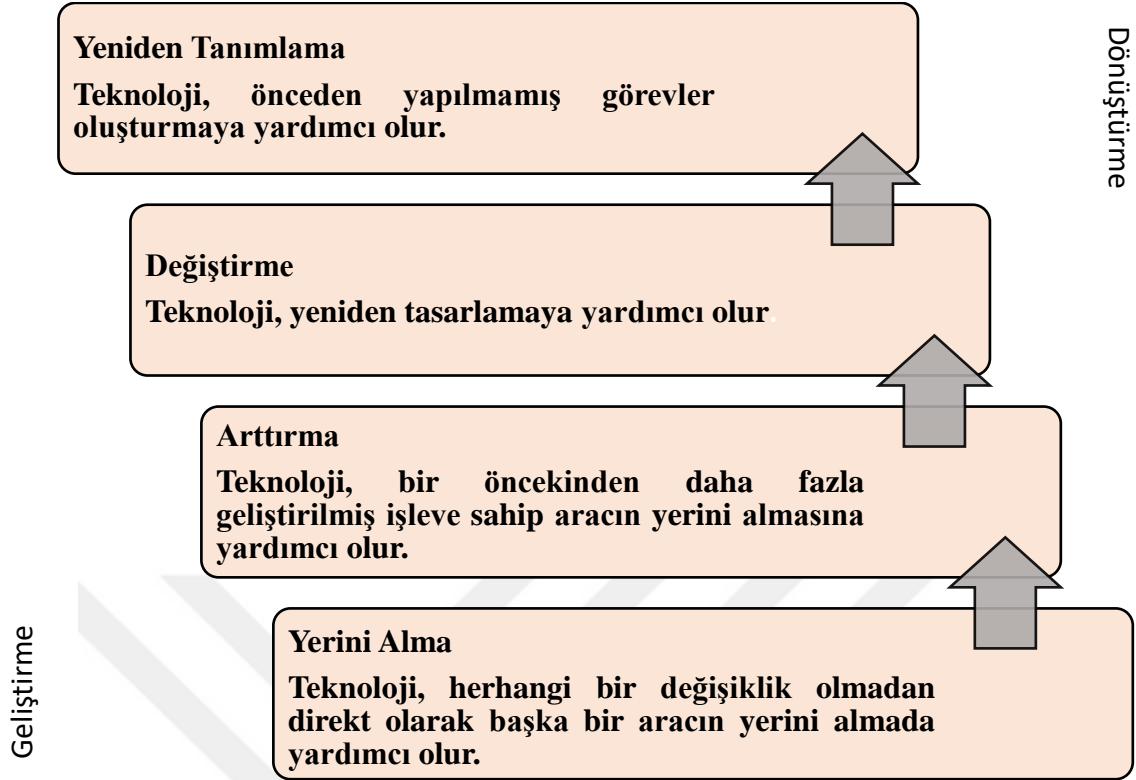 Yeniden Tanımlama
Teknoloji, önceden yapılmamış görevler
oluşturmaya yardımcı olur.
Dönüştürme
Değiştirme
Teknoloji, yeniden tasarlamaya yardımcı olur.
Arttırma
Teknoloji, bir öncekinden daha fazla
geliştirilmiş işleve sahip aracın yerini almasına
yardımcı olur.
Yerini Alma
Teknoloji, herhangi bir değişiklik olmadan
direkt olarak başka bir aracın yerini almada
yardımcı olur.
Geliştirme